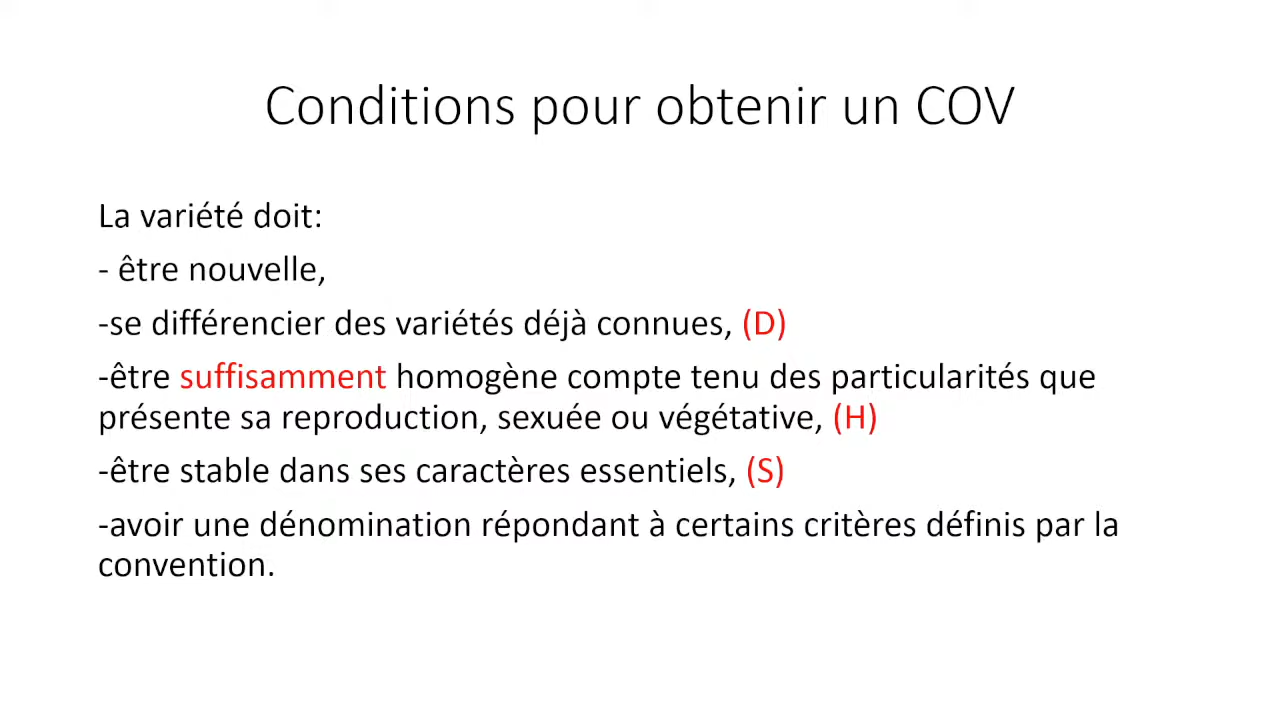 Conditions pour obtenir un COV
La variété doit:
- être nouvelle,
-se différencier des variétés déjà connues, (D)
-être suffisamment homogène compte tenu des particularités que
présente sa reproduction, sexuée ou végétative, (H)
-être stable dans ses caractères essentiels, (S)
-avoir une dénomination répondant à certains critères définis par la
convention.